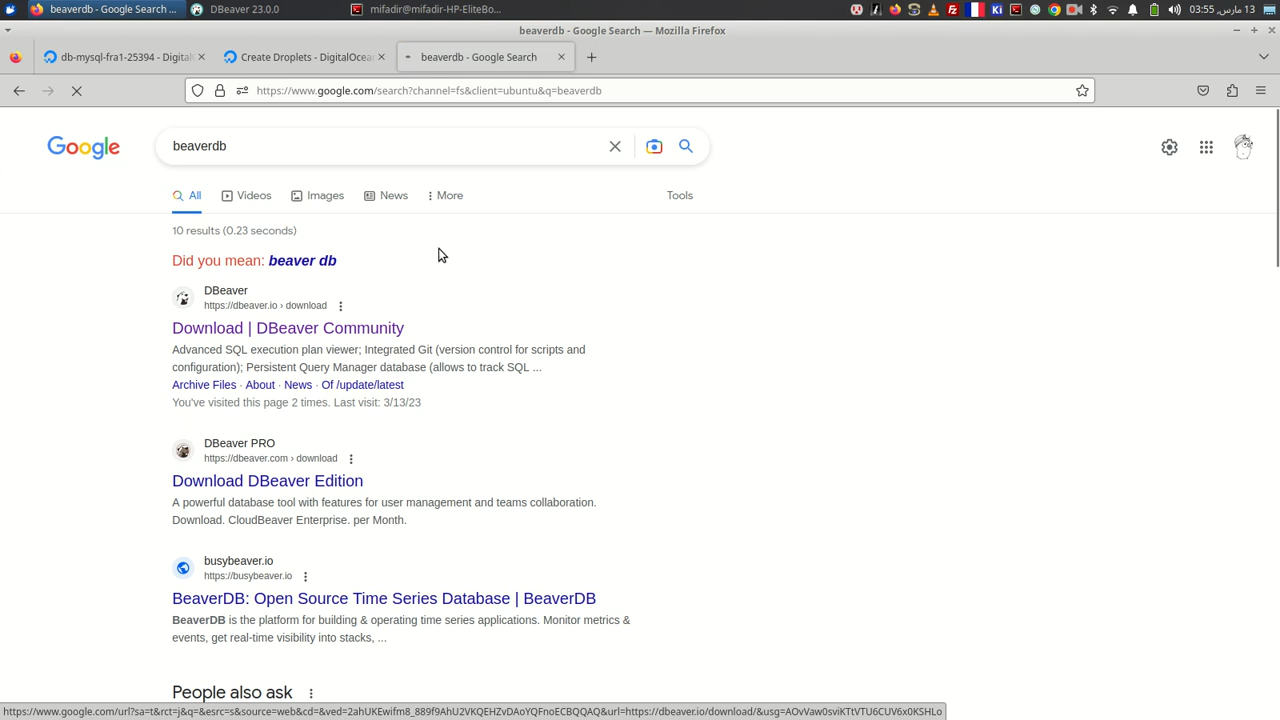 beaverdb - Google Search ...
DBeaver 23.0.0
mifadir@mifadir-HP-EliteBo...
Ki
03:55 ,13 مارس
beaverdb - Google Search — Mozilla Firefox
db-mysql-fra1-25394 - Digital
Create Droplets - DigitalOcea
beaverdb - Google Search
https://www.google.com/search?channel=fs&client=ubuntu&q=beaverdb
Google
beaverdb
All
Videos
Images
News
More
Tools
10 results (0.23 seconds)
Did you mean: beaver db
DBeaver
https://dbeaver.io › download
Download | DBeaver Community
Advanced SQL execution plan viewer; Integrated Git (version control for scripts and
configuration); Persistent Query Manager database (allows to track SQL ...
Archive Files · About · News · Of /update/latest
You've visited this page 2 times. Last visit: 3/13/23
DBeaver PRO
https://dbeaver.com › download
Download DBeaver Edition
A powerful database tool with features for user management and teams collaboration.
Download. CloudBeaver Enterprise. per Month.
busybeaver.io
https://busybeaver.io
BeaverDB: Open Source Time Series Database | BeaverDB
BeaverDB is the platform for building & operating time series applications. Monitor metrics &
events, get real-time visibility into stacks, ...
People also ask
https://www.google.com/url?sa=t&rct=j&q=&esrc=s&source=web&cd=&ved=2ahUKEwifm8_889f9AhU2VKQEHZvDAoYQFnoECBQQAQ&url=https://dbeaver.io/download/&usg=AOvVaw0sviKTtVTU6CUV6x0KSHLo